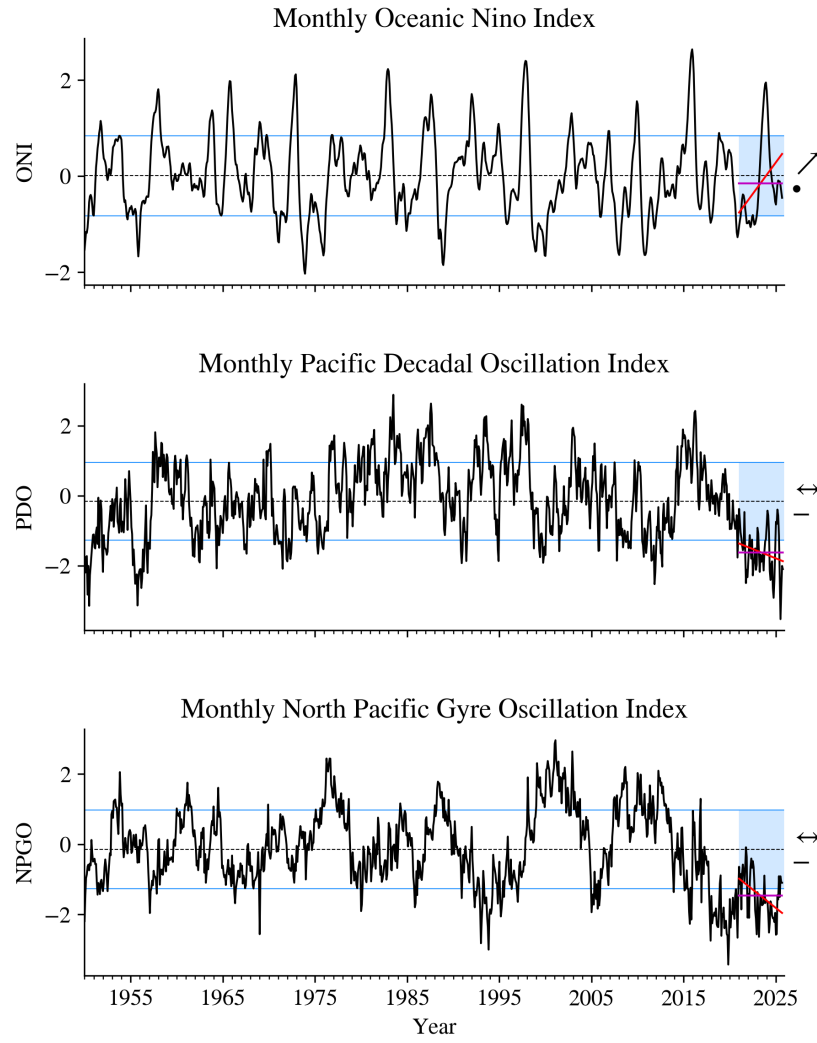 Monthly Oceanic Nino Index
2
0
−2
ONI
Monthly Pacific Decadal Oscillation Index
2
0
−2
PDO
Monthly North Pacific Gyre Oscillation Index
2
0
−2
NPGO
1955 1965 1975 1985 1995 2005 2015 2025
Year